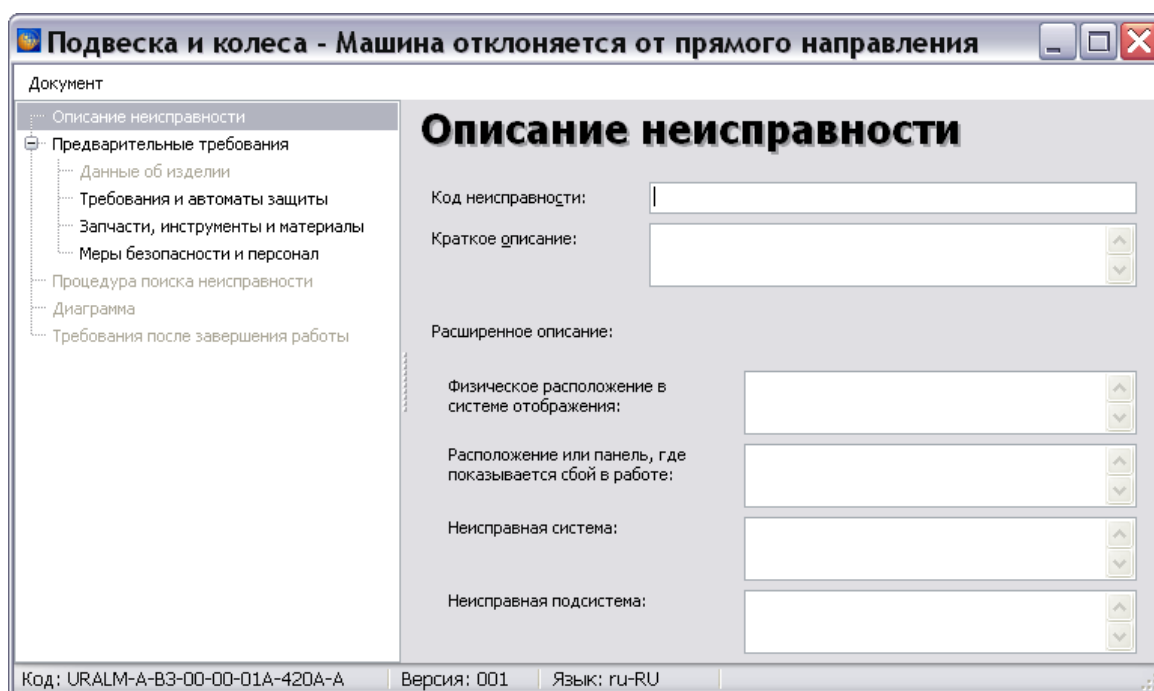 Подвеска и колеса - Машина отклоняется от прямого направления
Документ
Описание неисправности
Предварительные требования
Данные об изделии
Требования и автоматы защиты
Запчасти, инструменты и материалы
Меры безопасности и персонал
Процедура поиска неисправности
Диаграмма
Требования после завершения работы
Описание неисправности
Код неисправности:
Краткое описание:
Расширенное описание:
Физическое расположение в
системе отображения:
Расположение или панель, где
показывается сбой в работе:
Неисправная система:
Неисправная подсистема:
Код: URALM-A-B3-00-00-01A-420A-A
Версия: 001
Язык: ru-RU